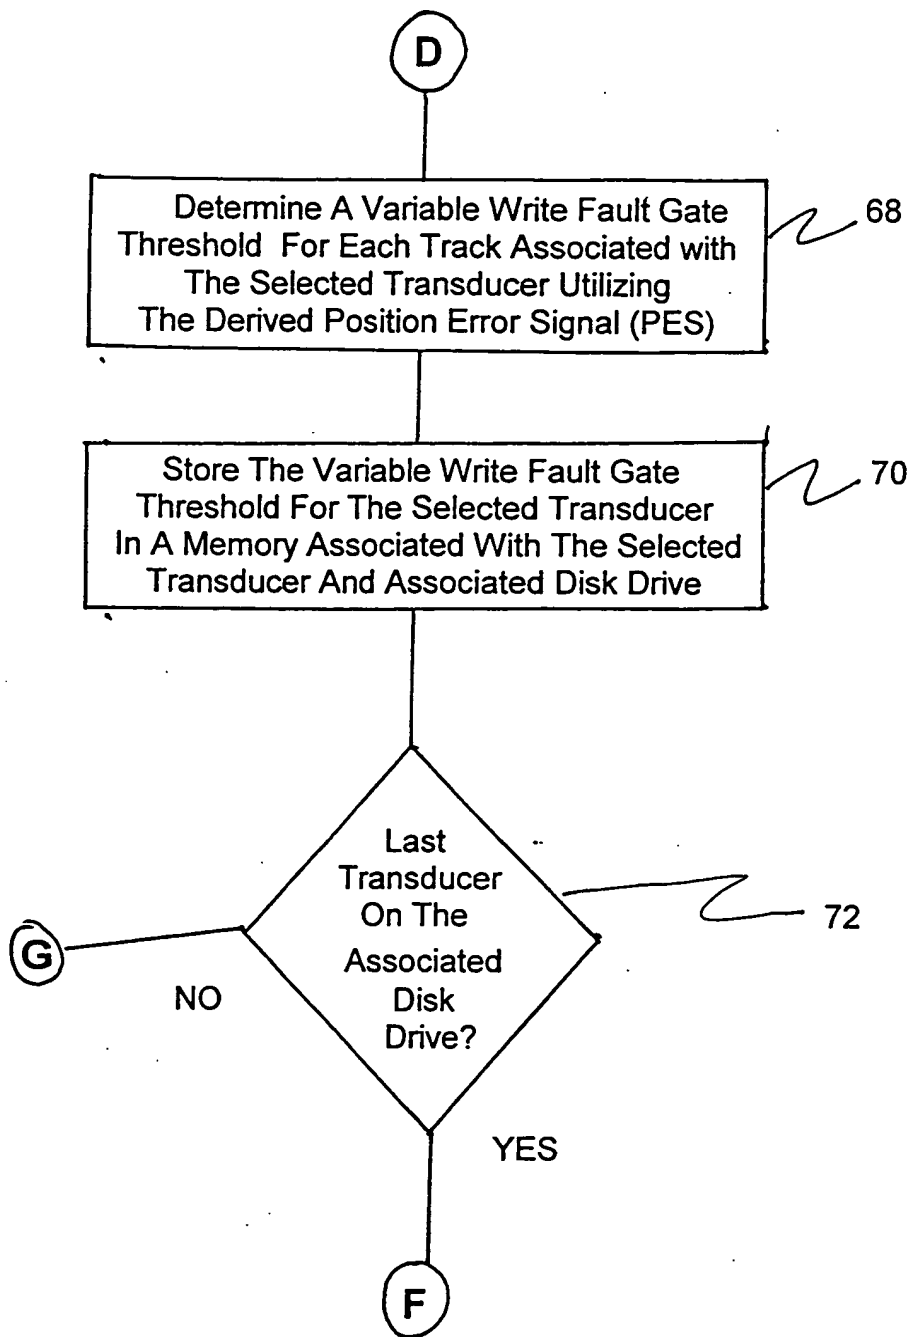 D
Determine A Variable Write Fault Gate
Threshold For Each Track Associated with
The Selected Transducer Utilizing
The Derived Position Error Signal (PES)
68
Store The Variable Write Fault Gate
Threshold For The Selected Transducer
In A Memory Associated With The Selected
Transducer And Associated Disk Drive
70
Last
Transducer
On The
Associated
Disk
Drive?
72
G
NO
YES
F